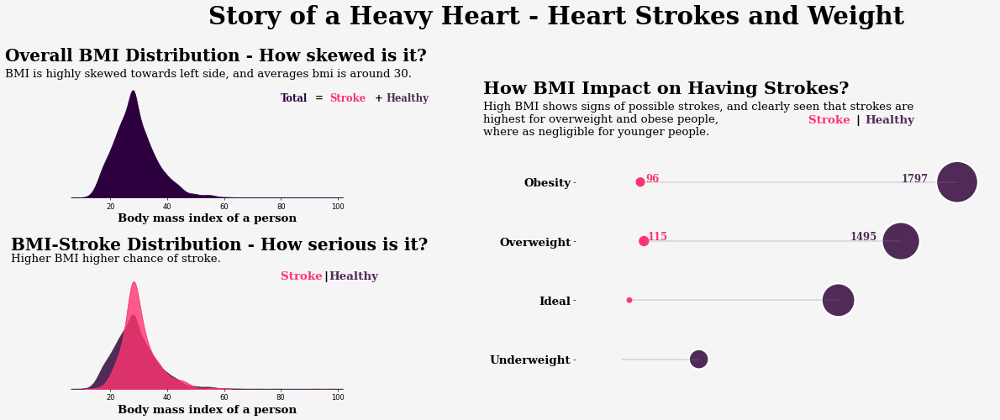 Story of a Heavy Heart - Heart Strokes and Weight
Overall BMI Distribution - How skewed is it?
BMI is highly skewed towards left side, and averages bmi is around 30.
Total = Stroke + Healthy
20 40 60 80 100
Body mass index of a person
BMI-Stroke Distribution - How serious is it?
Higher BMI higher chance of stroke.
Stroke|Healthy
20 40 60 80 100
Body mass index of a person
How BMI Impact on Having Strokes?
High BMI shows signs of possible strokes, and clearly seen that strokes are
highest for overweight and obese people,
where as negligible for younger people.
Stroke | Healthy
Obesity 96 1797
Overweight 115 1495
Ideal
Underweight